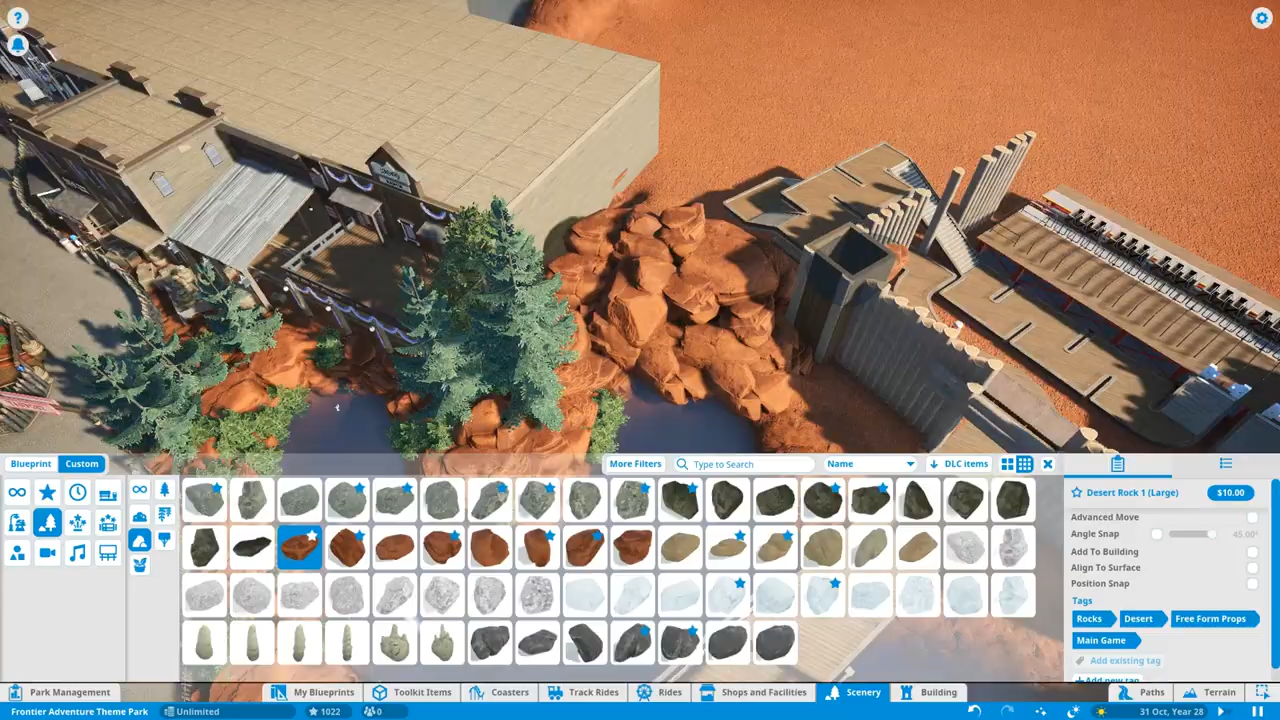 Blueprint
Custom
More Filters
Type to Search
Name
DLC items
Desert Rock 1 (Large)
$10.00
Advanced Move
Angle Snap
45.00°
Add To Building
Align To Surface
Position Snap
Tags
Rocks
Desert
Free Form Props
Main Game
Add existing tag
+Add new tag
Park Management
My Blueprints
Toolkit Items
Coasters
Track Rides
Rides
Shops and Facilities
Scenery
Building
Paths
Terrain
Frontier Adventure Theme Park
Unlimited
1022
0
31 Oct, Year 28